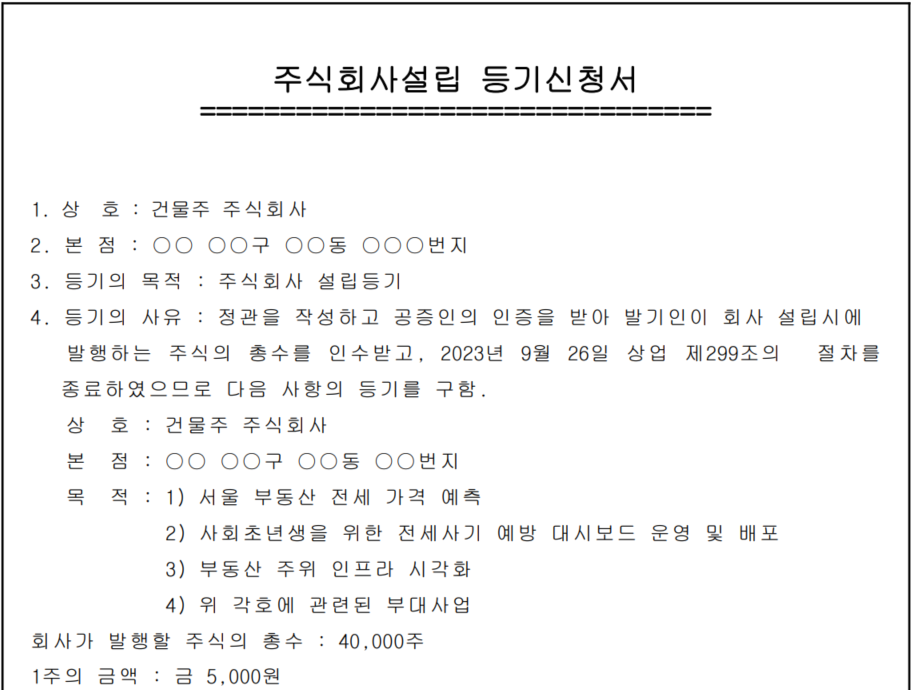 주식회사설립 등기신청서
================================
1. 상  호 : 건물주 주식회사
2. 본 점 : ○○ ○○구 ○○동 ○○○번지
3. 등기의 목적 : 주식회사 설립등기
4. 등기의 사유 : 정관을 작성하고 공증인의 인증을 받아 발기인이 회사 설립시에
발행하는 주식의 총수를 인수받고, 2023년 9월 26일 상업 제299조의  절차를
종료하였으므로 다음 사항의 등기를 구함.
상  호 : 건물주 주식회사
본  점 : ○○ ○○구 ○○동 ○○번지
목  적 : 1) 서울 부동산 전세 가격 예측
2) 사회초년생을 위한 전세사기 예방 대시보드 운영 및 배포
3) 부동산 주위 인프라 시각화
4) 위 각호에 관련된 부대사업
회사가 발행할 주식의 총수 : 40,000주
1주의 금액 : 금 5,000원